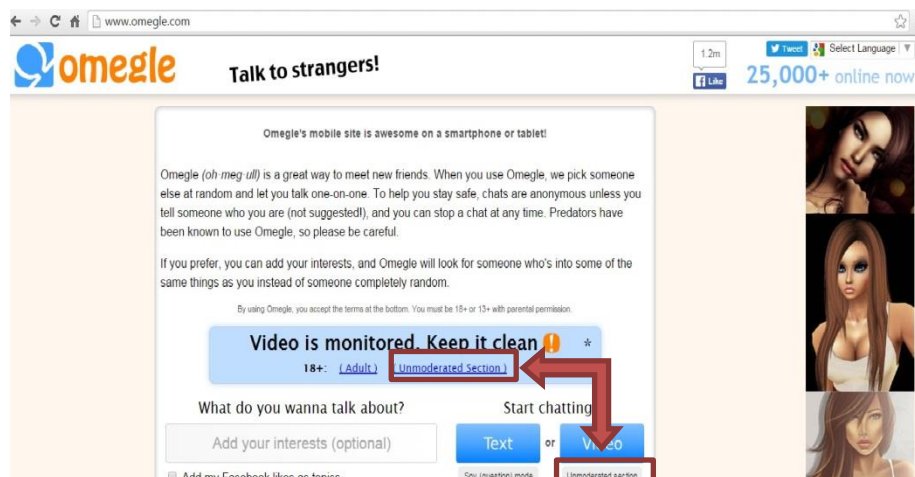 www.omegle.com
omegle
Talk to strangers!
1.2m
Like
Tweet
Select Language
25,000+ online now
Omegle's mobile site is awesome on a smartphone or tablet!
Omegle (oh·meg·ull) is a great way to meet new friends. When you use Omegle, we pick someone
else at random and let you talk one-on-one. To help you stay safe, chats are anonymous unless you
tell someone who you are (not suggested!), and you can stop a chat at any time. Predators have
been known to use Omegle, so please be careful.
If you prefer, you can add your interests, and Omegle will look for someone who's into some of the
same things as you instead of someone completely random.
By using Omegle, you accept the terms at the bottom. You must be 18+ or 13+ with parental permission.
Video is monitored. Keep it clean ! *
18+: (Adult) (Unmoderated Section)
What do you wanna talk about?
Start chatting
Add your interests (optional)
Text or Video
Add my Facebook likes as topics
Spy (question) mode
Unmoderated section